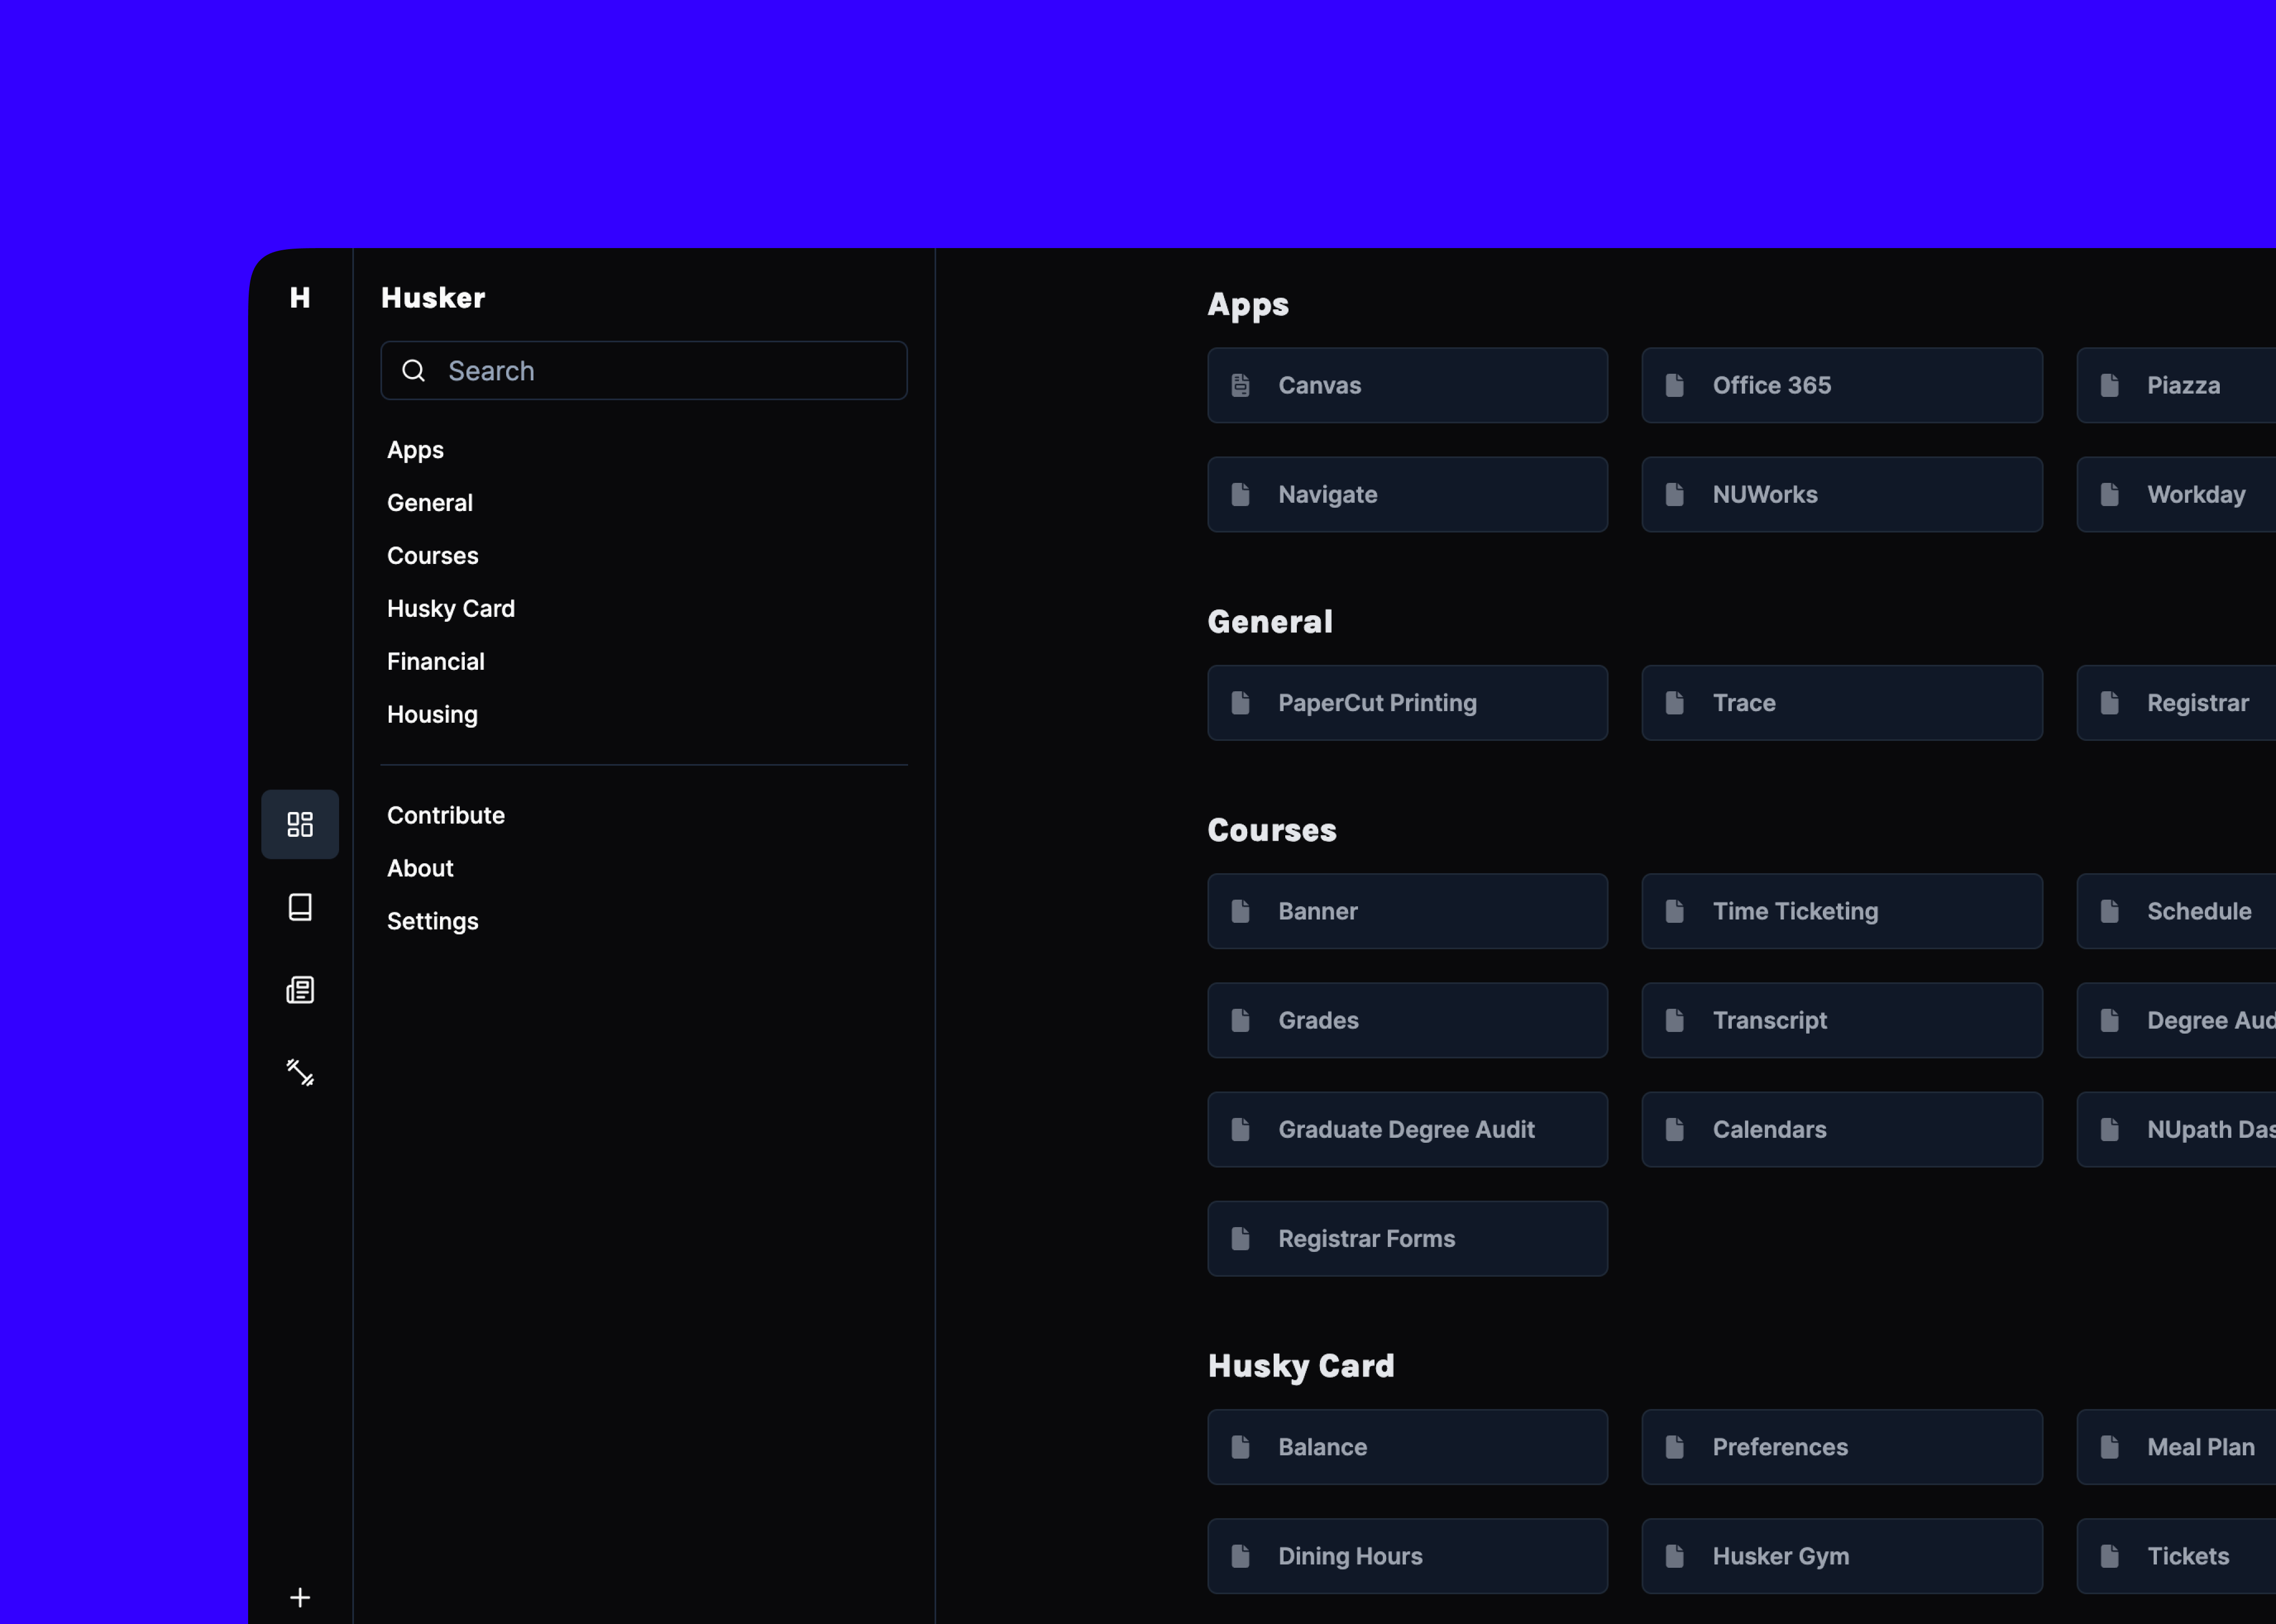 H
Husker
Search
Apps
General
Courses
Husky Card
Financial
Housing
Contribute
About
Settings
Apps
Canvas Office 365 Piazza
Navigate NUWorks Workday
General
PaperCut Printing Trace Registrar
Courses
Banner Time Ticketing Schedule
Grades Transcript Degree Aud
Graduate Degree Audit Calendars NUpath Das
Registrar Forms
Husky Card
Balance Preferences Meal Plan
Dining Hours Husker Gym Tickets